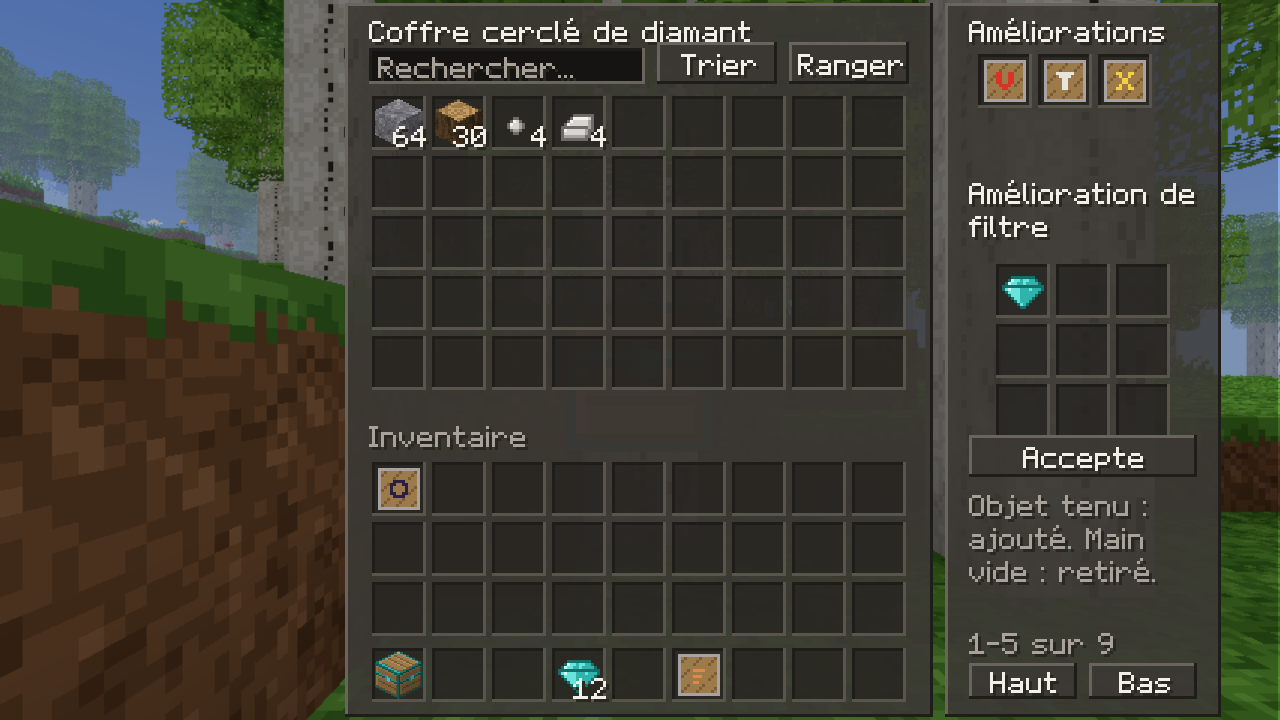 Coffre cerclé de diamant
Rechercher...
Trier
Ranger
64
30
4
4
Inventaire
12
Améliorations
V
T
X
Amélioration de
filtre
Accepte
Objet tenu :
ajouté. Main
vide : retiré.
1-5 sur 9
Haut
Bas